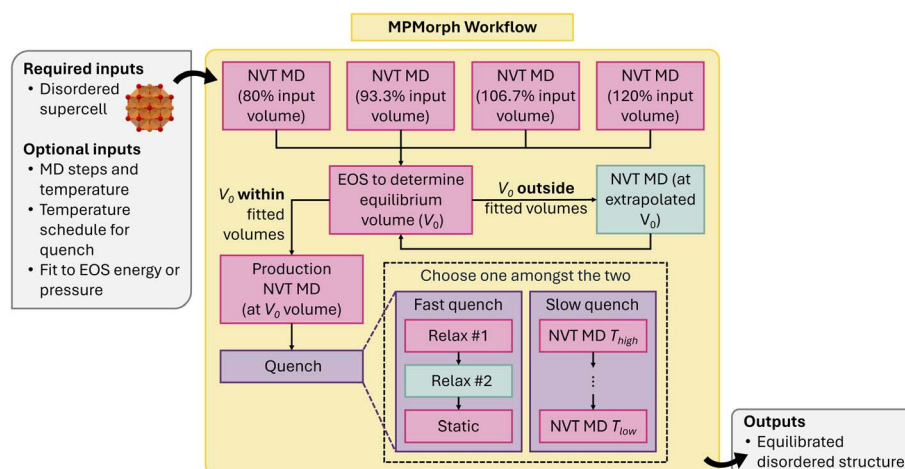 MPMorph Workflow
Required inputs
• Disordered
supercell
Optional inputs
• MD steps and
temperature
• Temperature
schedule for
quench
• Fit to EOS energy or
pressure
NVT MD
(80% input
volume)
NVT MD
(93.3% input
volume)
NVT MD
(106.7% input
volume)
NVT MD
(120% input
volume)
EOS to determine
equilibrium
volume (V₀)
V₀ outside
fitted volumes
NVT MD (at
extrapolated
V₀)
V₀ within
fitted
volumes
Production
NVT MD
(at V₀ volume)
Quench
Choose one amongst the two
Fast quench
Relax #1
Relax #2
Static
Slow quench
NVT MD T_high
⋮
NVT MD T_low
Outputs
• Equilibrated
disordered structure